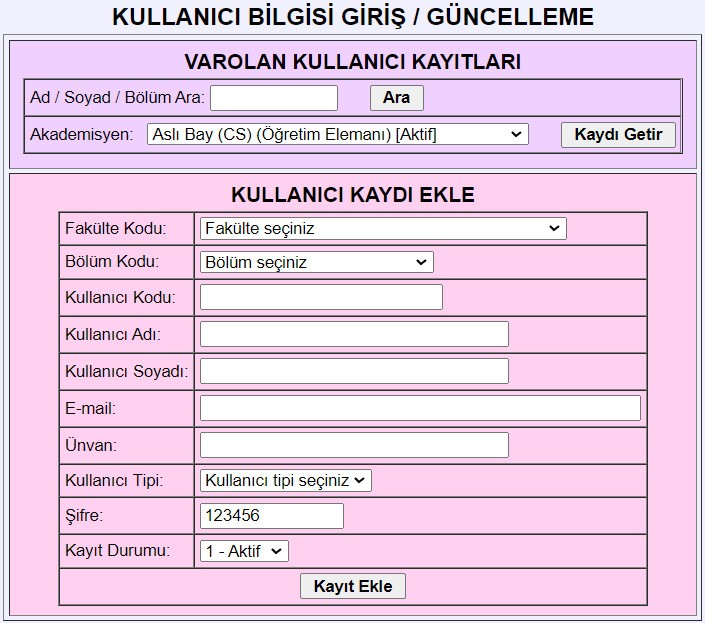 KULLANICI BİLGİSİ GİRİŞ / GÜNCELLEME
VAROLAN KULLANICI KAYITLARI
Ad / Soyad / Bölüm Ara: Ara
Akademisyen: Aslı Bay (CS) (Öğretim Elemanı) [Aktif] Kaydı Getir
KULLANICI KAYDI EKLE
Fakülte Kodu: Fakülte seçiniz
Bölüm Kodu: Bölüm seçiniz
Kullanıcı Kodu:
Kullanıcı Adı:
Kullanıcı Soyadı:
E-mail:
Ünvan:
Kullanıcı Tipi: Kullanıcı tipi seçiniz
Şifre: 123456
Kayıt Durumu: 1 - Aktif
Kayıt Ekle